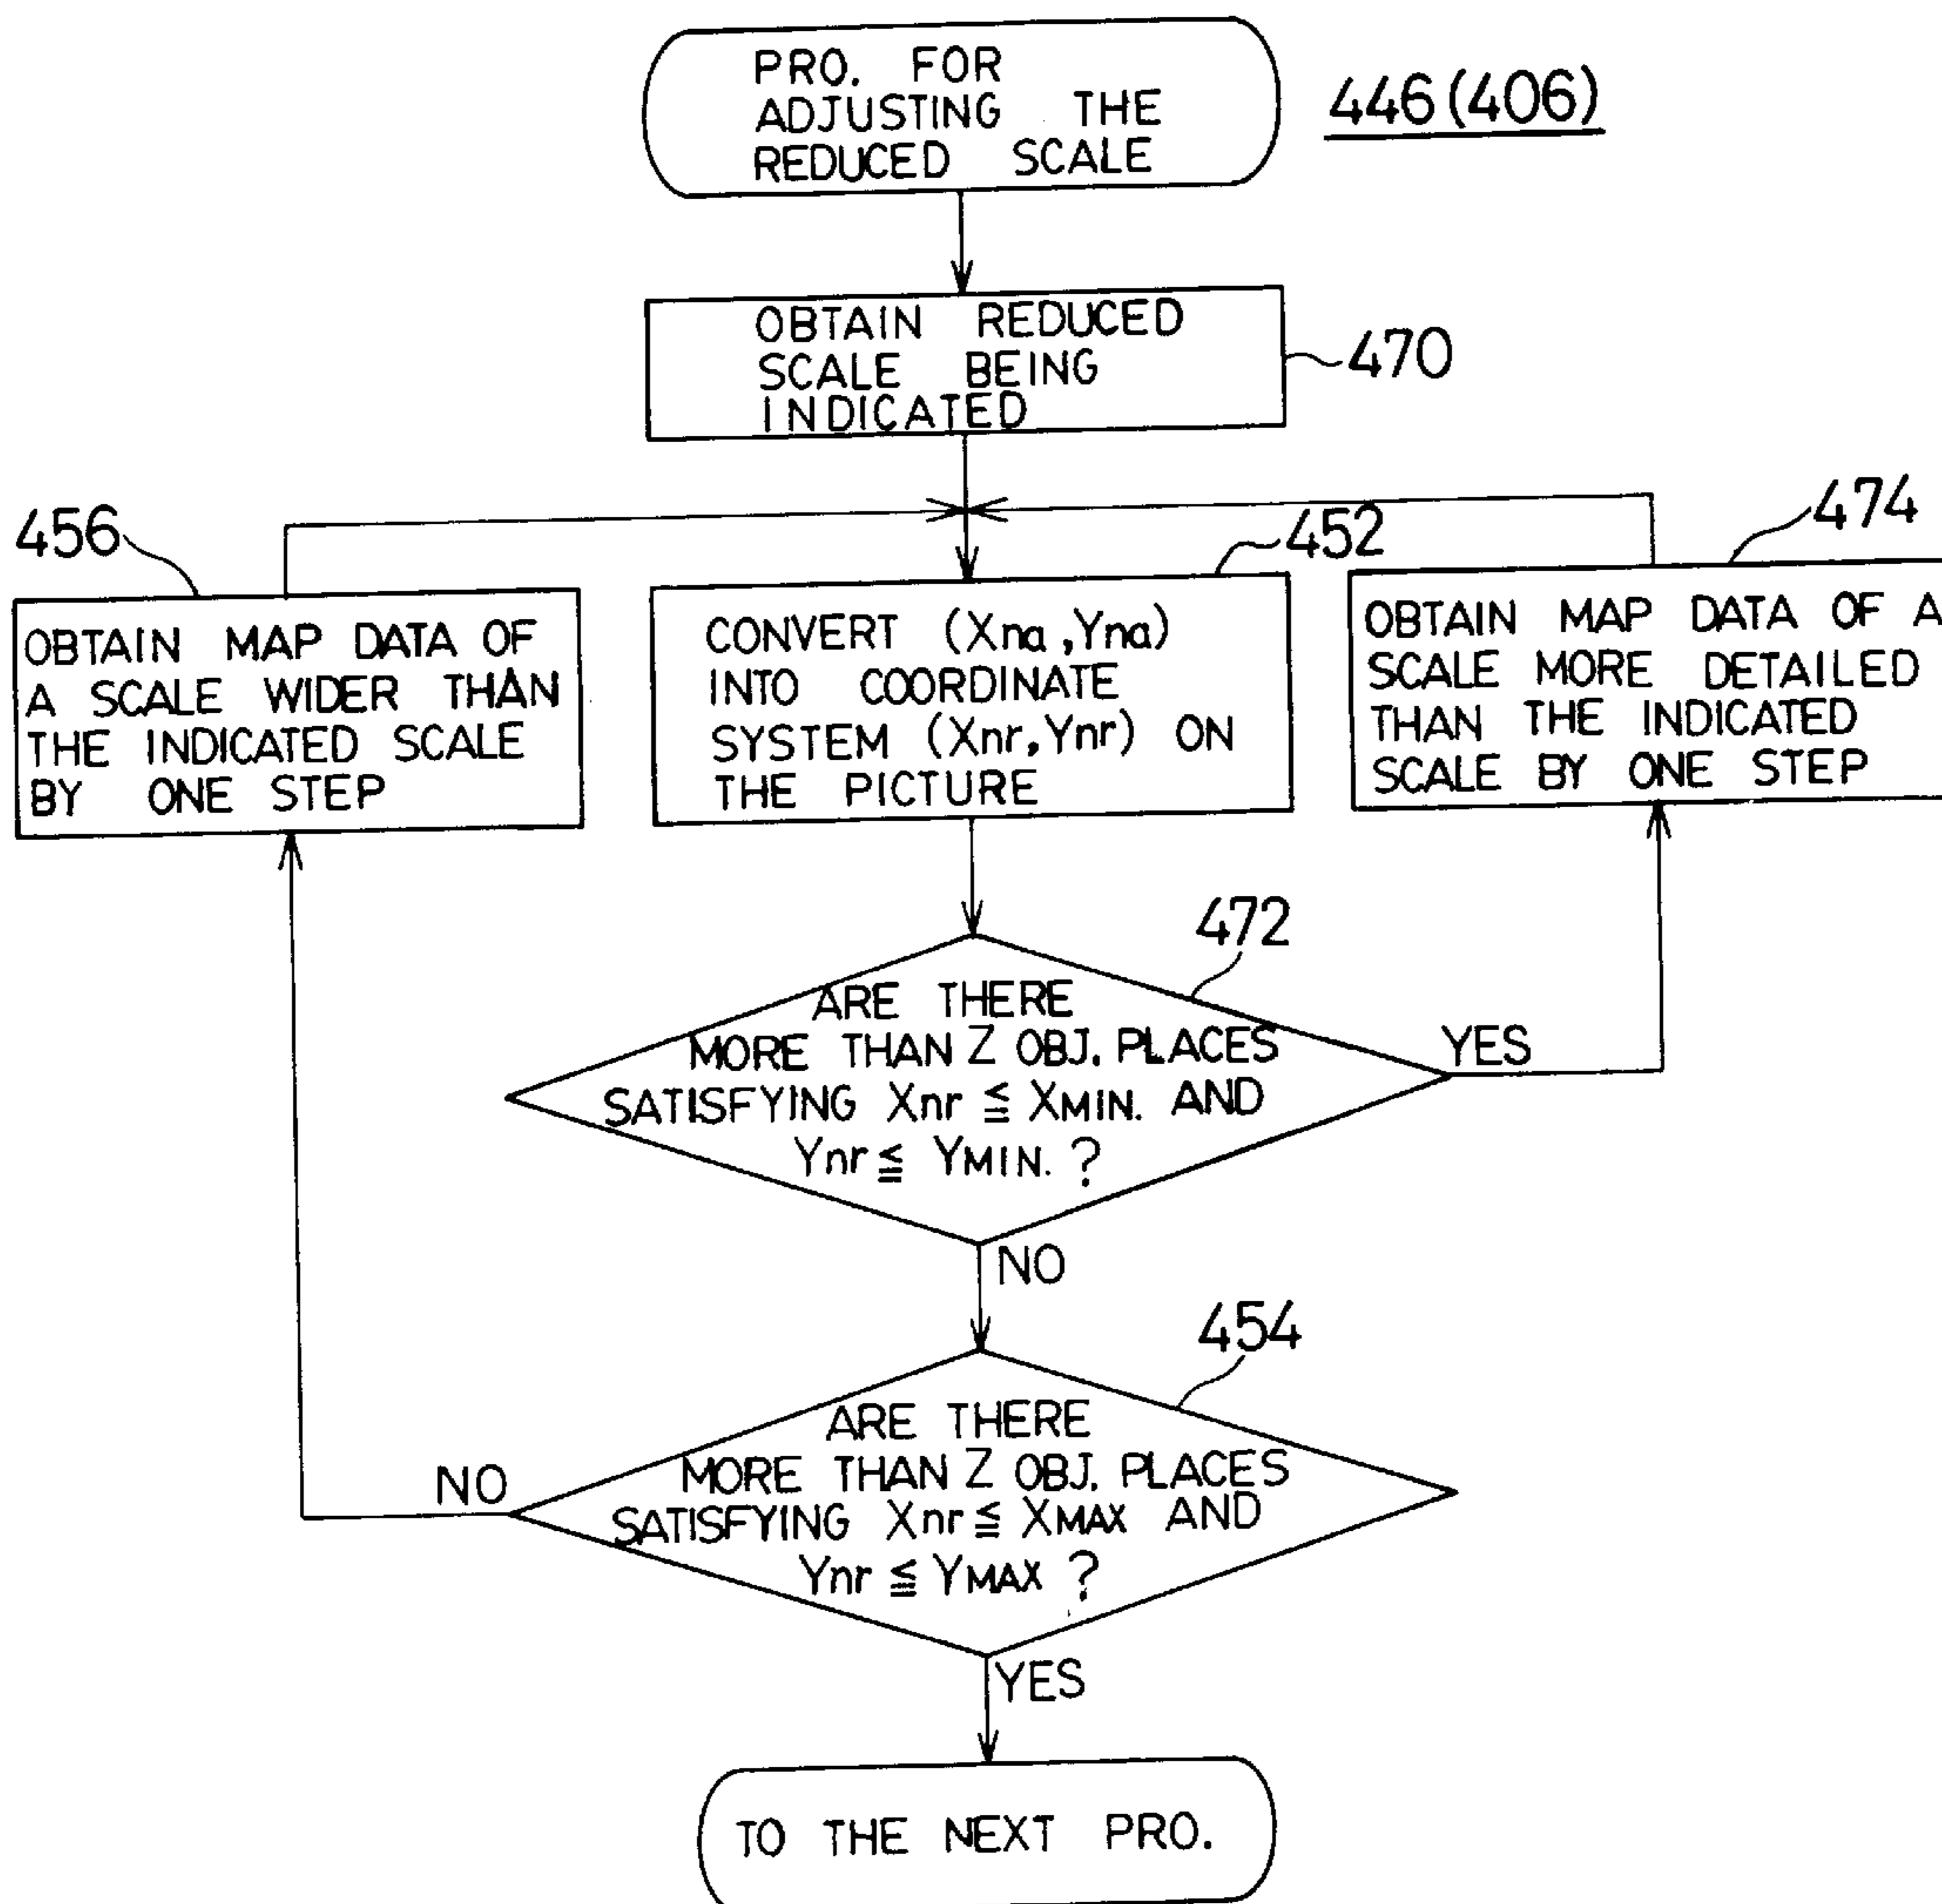 PRO. FOR
ADJUSTING THE
REDUCED SCALE
446(406)
OBTAIN REDUCED
SCALE BEING
INDICATED
470
456
452
474
OBTAIN MAP DATA OF
A SCALE WIDER THAN
THE INDICATED SCALE
BY ONE STEP
CONVERT (Xna,Yna)
INTO COORDINATE
SYSTEM (Xnr,Ynr) ON
THE PICTURE
OBTAIN MAP DATA OF A
SCALE MORE DETAILED
THAN THE INDICATED
SCALE BY ONE STEP
472
ARE THERE
MORE THAN Z OBJ. PLACES
SATISFYING Xnr ≦ XMIN. AND
Ynr ≦ YMIN. ?
YES
NO
454
ARE THERE
MORE THAN Z OBJ. PLACES
SATISFYING Xnr ≦ XMAX AND
Ynr ≦ YMAX ?
NO
YES
TO THE NEXT PRO.